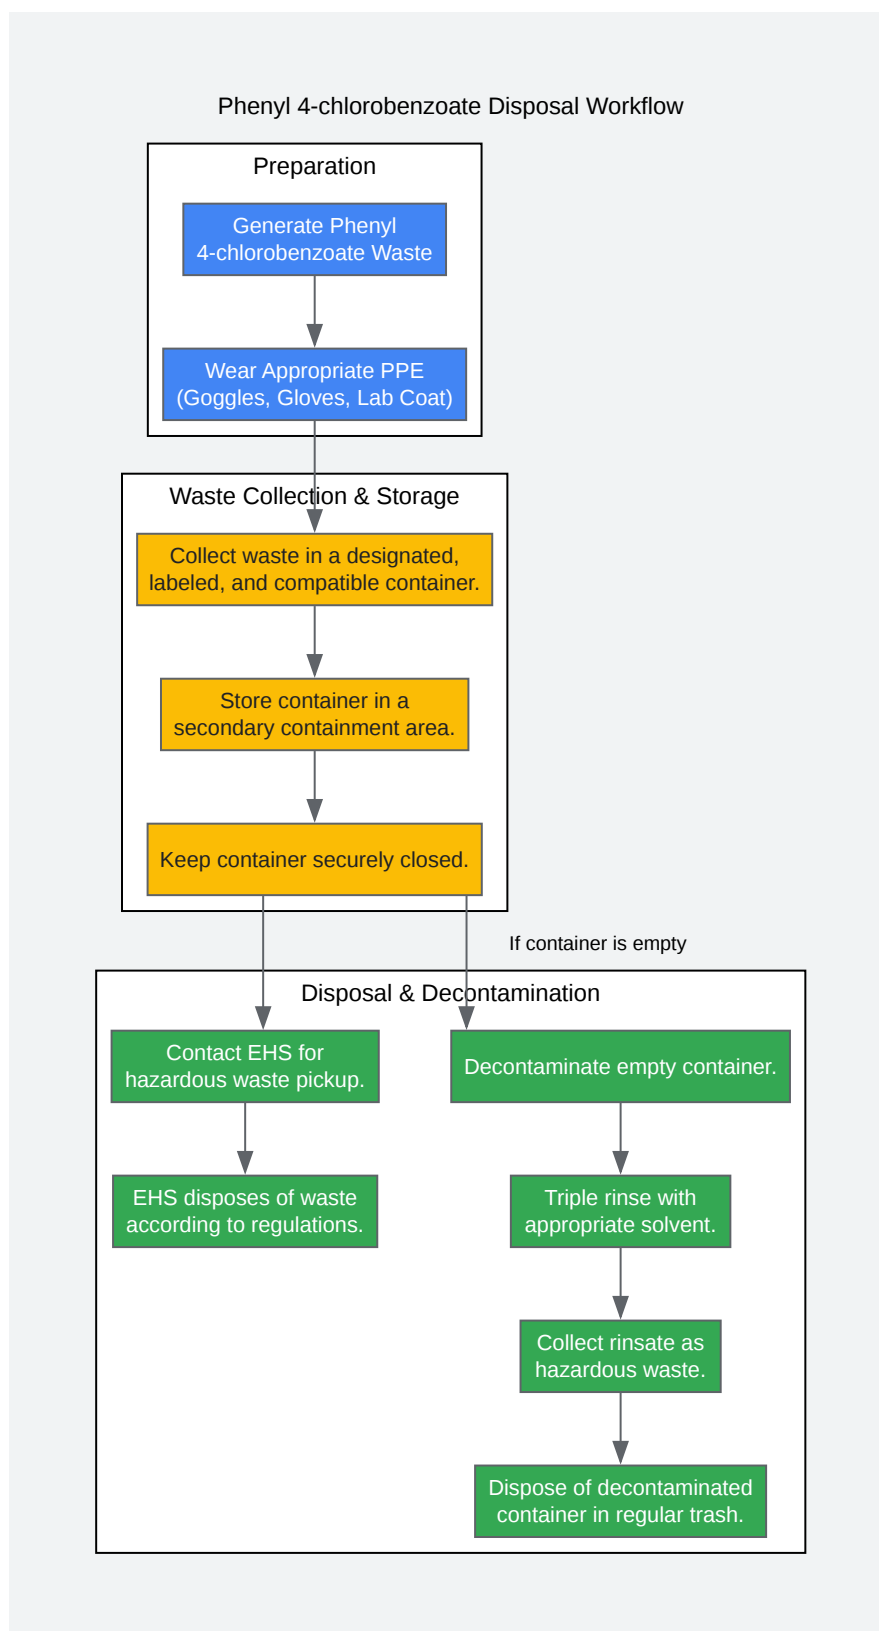 Phenyl 4-chlorobenzoate Disposal Workflow
Preparation
Generate Phenyl
4-chlorobenzoate Waste
Wear Appropriate PPE
(Goggles, Gloves, Lab Coat)
Waste Collection & Storage
Collect waste in a designated,
labeled, and compatible container.
Store container in a
secondary containment area.
Keep container securely closed.
If container is empty
Disposal & Decontamination
Contact EHS for
hazardous waste pickup.
EHS disposes of waste
according to regulations.
Decontaminate empty container.
Triple rinse with
appropriate solvent.
Collect rinsate as
hazardous waste.
Dispose of decontaminated
container in regular trash.